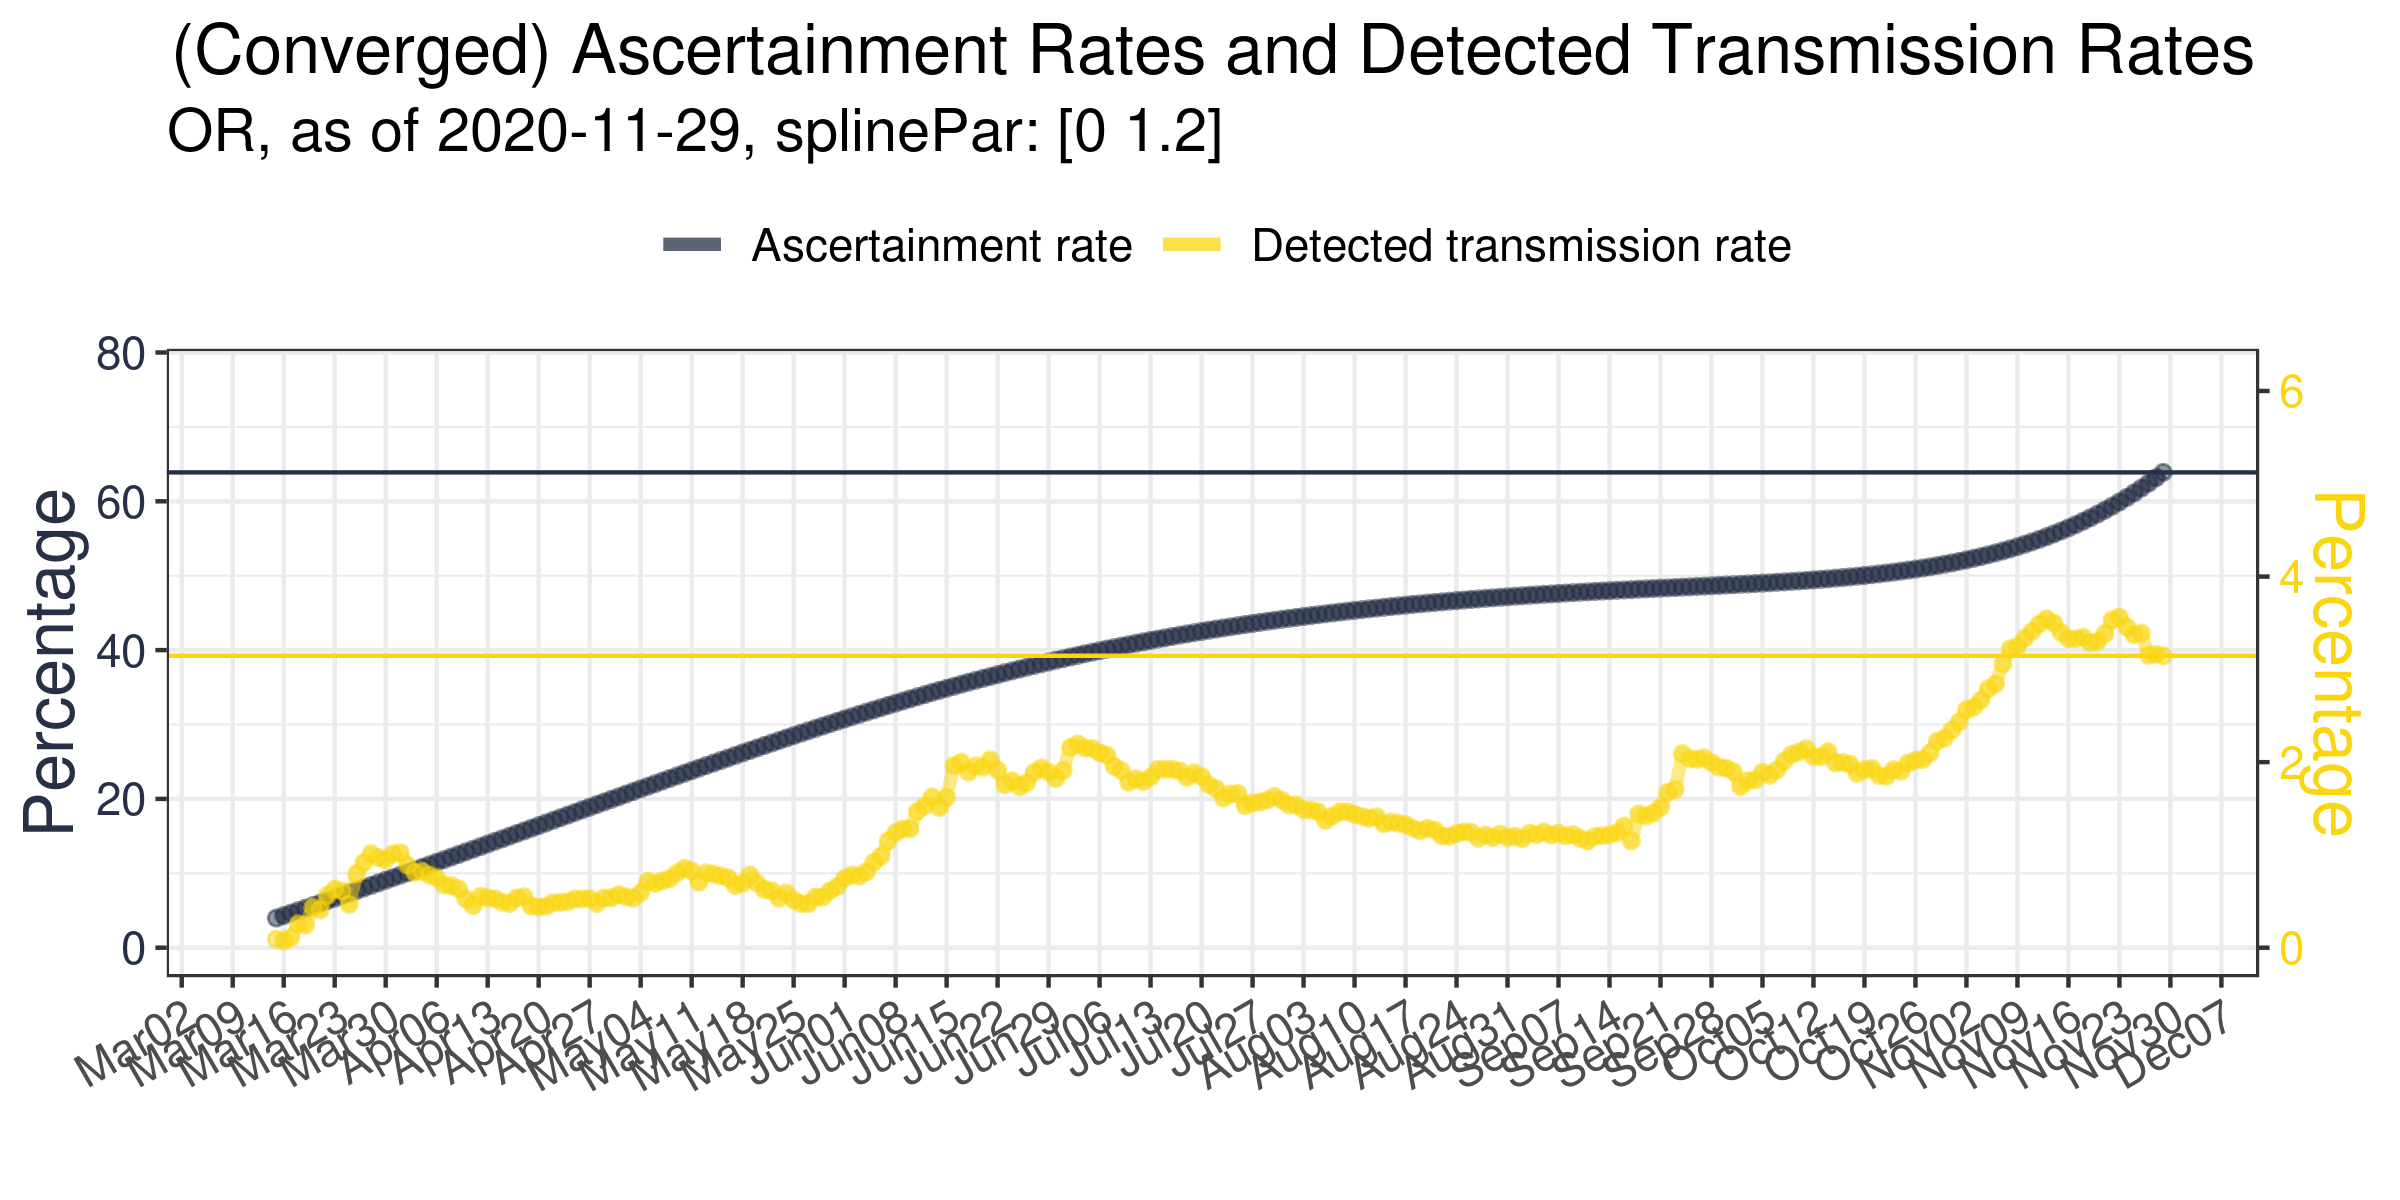 (Converged) Ascertainment Rates and Detected Transmission Rates
OR, as of 2020-11-29, splinePar: [0 1.2]
Ascertainment rate Detected transmission rate
Percentage
80
60
40
20
0
6
4
2
0
Percentage
Mar02 Mar09 Mar16 Mar23 Mar30 Apr06 Apr13 Apr20 Apr27 May04 May11 May18 May25 Jun01 Jun08 Jun15 Jun22 Jun29 Jul06 Jul13 Jul20 Jul27 Aug03 Aug10 Aug17 Aug24 Aug31 Sep07 Sep14 Sep21 Sep28 Oct05 Oct12 Oct19 Oct26 Nov02 Nov09 Nov16 Nov23 Nov30 Dec07